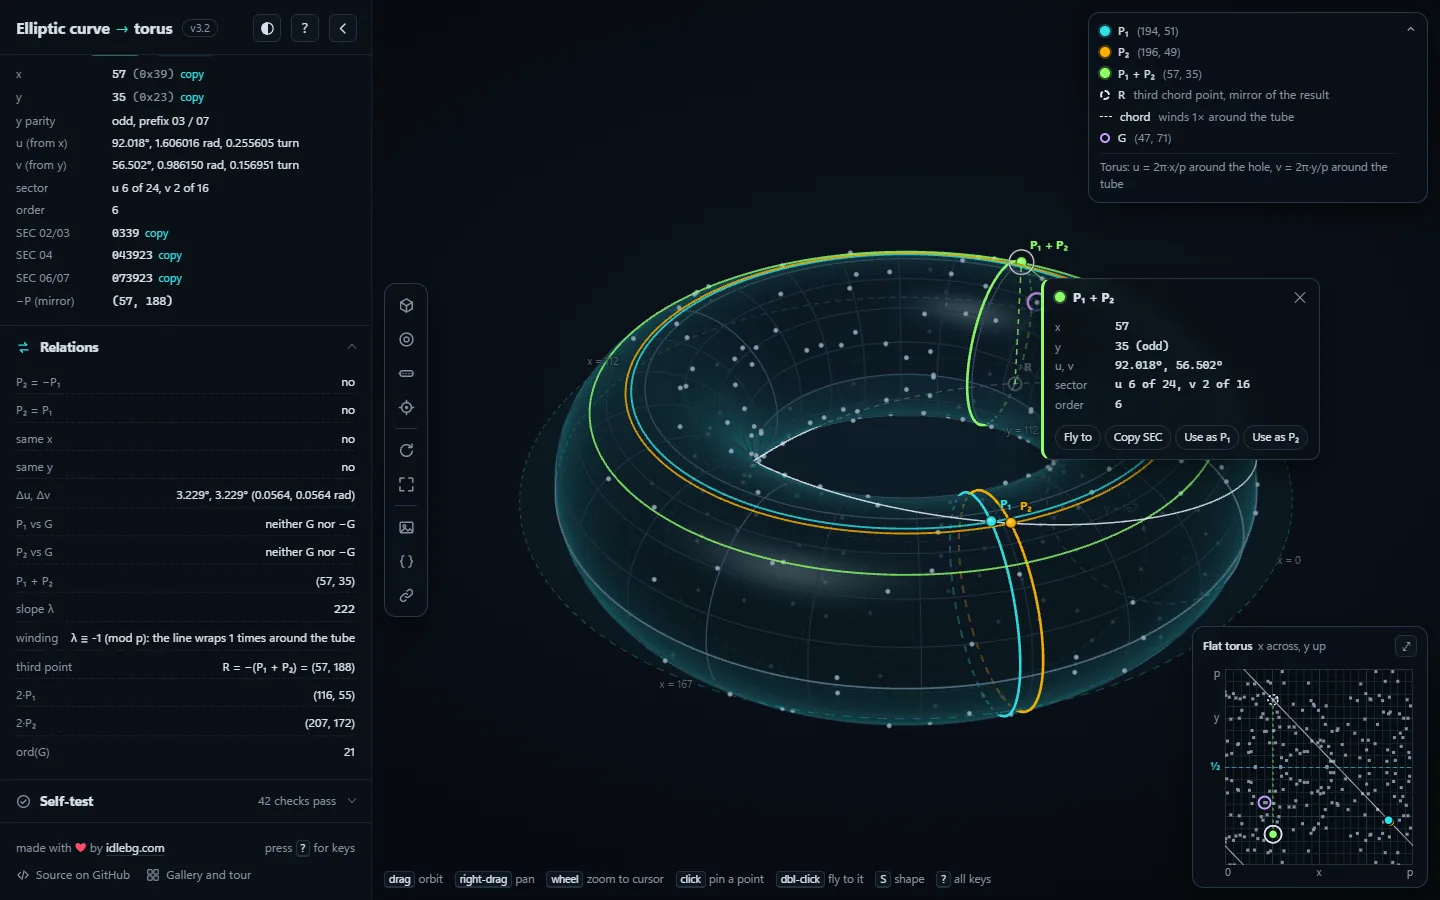 Elliptic curve → torus v3.2
?
x 57 (0x39) copy
y 35 (0x23) copy
y parity odd, prefix 03 / 07
u (from x) 92.018°, 1.606016 rad, 0.255605 turn
v (from y) 56.502°, 0.986150 rad, 0.156951 turn
sector u 6 of 24, v 2 of 16
order 6
SEC 02/03 0339 copy
SEC 04 043923 copy
SEC 06/07 073923 copy
−P (mirror) (57, 188)
Relations
P₂ = −P₁ no
P₂ = P₁ no
same x no
same y no
Δu, Δv 3.229°, 3.229° (0.0564, 0.0564 rad)
P₁ vs G neither G nor −G
P₂ vs G neither G nor −G
P₁ + P₂ (57, 35)
slope λ 222
winding λ ≡ -1 (mod p): the line wraps 1 times around the tube
third point R = −(P₁ + P₂) = (57, 188)
2·P₁ (116, 55)
2·P₂ (207, 172)
ord(G) 21
Self-test 42 checks pass
made with ❤ by idlebg.com press ? for keys
Source on GitHub Gallery and tour
P₁ (194, 51)
P₂ (196, 49)
P₁ + P₂ (57, 35)
R third chord point, mirror of the result
chord winds 1× around the tube
G (47, 71)
Torus: u = 2π·x/p around the hole, v = 2π·y/p around the
tube
P₁ + P₂
R
y = 112
x = 167
x = 0
P₁
P₂
P₁ + P₂
x 57
y 35 (odd)
u, v 92.018°, 56.502°
sector u 6 of 24, v 2 of 16
order 6
Fly to Copy SEC Use as P₁ Use as P₂
Flat torus x across, y up
p
y
½
0 x p
drag orbit right-drag pan wheel zoom to cursor click pin a point dbl-click fly to it S shape ? all keys